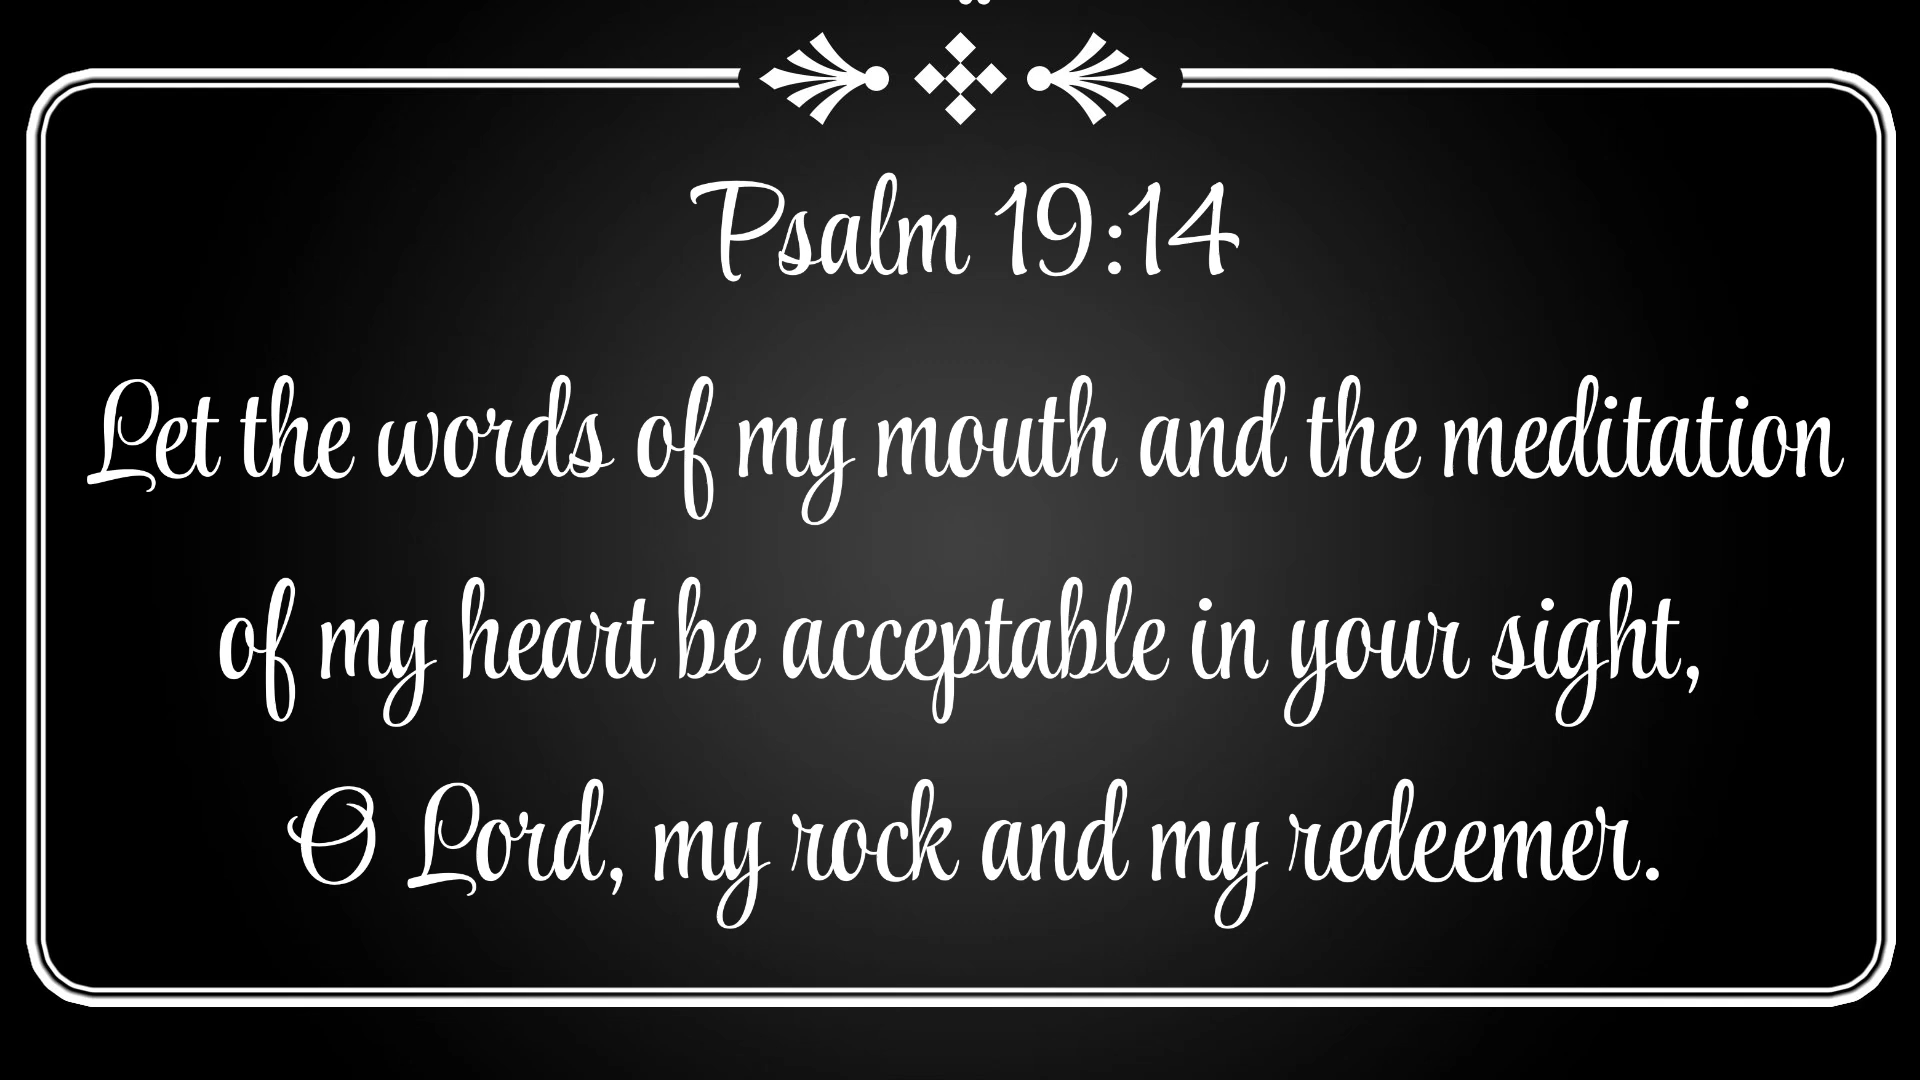 Psalm 19:14
Let the words of my mouth and the meditation
of my heart be acceptable in your sight,
O Lord, my rock and my redeemer.